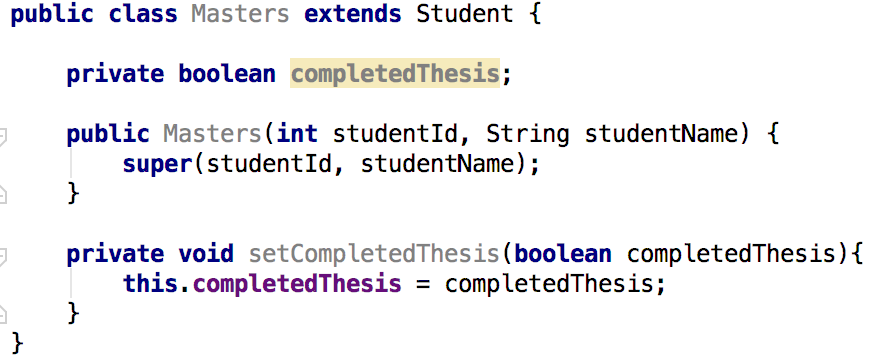 public class Masters extends Student {
private boolean completedThesis;
public Masters(int studentId, String studentName) {
super(studentId, studentName);
}
private void setCompletedThesis(boolean completedThesis){
this.completedThesis = completedThesis;
}
}